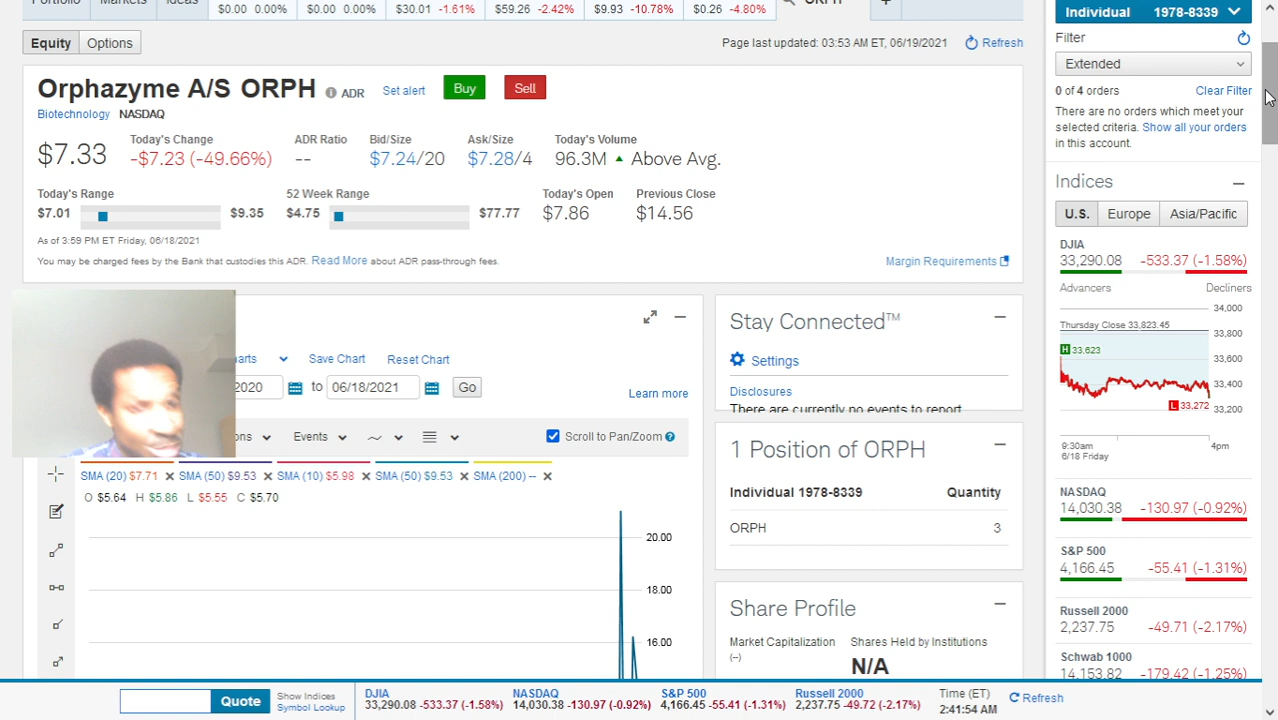 Portfolio Markets Ideas
$0.00 0.00% $0.00 0.00% $30.01 -1.61% $59.26 -2.42% $9.93 -10.78% $0.26 -4.80% ORPH +
Equity Options
Page last updated: 03:53 AM ET, 06/19/2021 Refresh
Orphazyme A/S ORPH ADR Set alert Buy Sell
Biotechnology NASDAQ
Today's Change ADR Ratio Bid/Size Ask/Size Today's Volume
$7.33 -$7.23 (-49.66%) -- $7.24/20 $7.28/4 96.3M Above Avg.
Today's Range 52 Week Range Today's Open Previous Close
$7.01 $9.35 $4.75 $77.77 $7.86 $14.56
As of 3:59 PM ET Friday, 06/18/2021
You may be charged fees by the Bank that custodies this ADR. Read More about ADR pass-through fees.
Margin Requirements
arts Save Chart Reset Chart
2020 to 06/18/2021 Go
Learn more
ons Events
Scroll to Pan/Zoom
SMA (20) $7.71 × SMA (50) $9.53 × SMA (10) $5.98 × SMA (50) $9.53 × SMA (200) -- ×
O $5.64 H $5.86 L $5.55 C $5.70
20.00
18.00
16.00
Stay Connected™
Settings
Disclosures
There are currently no events to report
1 Position of ORPH
Individual 1978-8339 Quantity
ORPH 3
Share Profile
Market Capitalization Shares Held by Institutions
(--) N/A
Individual 1978-8339
Filter
Extended
0 of 4 orders Clear Filter
There are no orders which meet your
selected criteria. Show all your orders
in this account.
Indices
U.S. Europe Asia/Pacific
DJIA
33,290.08 -533.37 (-1.58%)
Advancers Decliners
34,000
Thursday Close 33,823.45
33,800
H 33,623
33,600
33,400
L 33,272
33,200
9:30am 4pm
6/18 Friday
NASDAQ
14,030.38 -130.97 (-0.92%)
S&P 500
4,166.45 -55.41 (-1.31%)
Russell 2000
2,237.75 -49.71 (-2.17%)
Schwab 1000
14,153.82 -179.42 (-1.25%)
Quote
Show Indices
Symbol Lookup
DJIA NASDAQ S&P 500 Russell 2000 Time (ET)
33,290.08 -533.37 (-1.58%) 14,030.38 -130.97 (-0.92%) 4,166.45 -55.41 (-1.31%) 2,237.75 -49.72 (-2.17%) 2:41:54 AM
Refresh